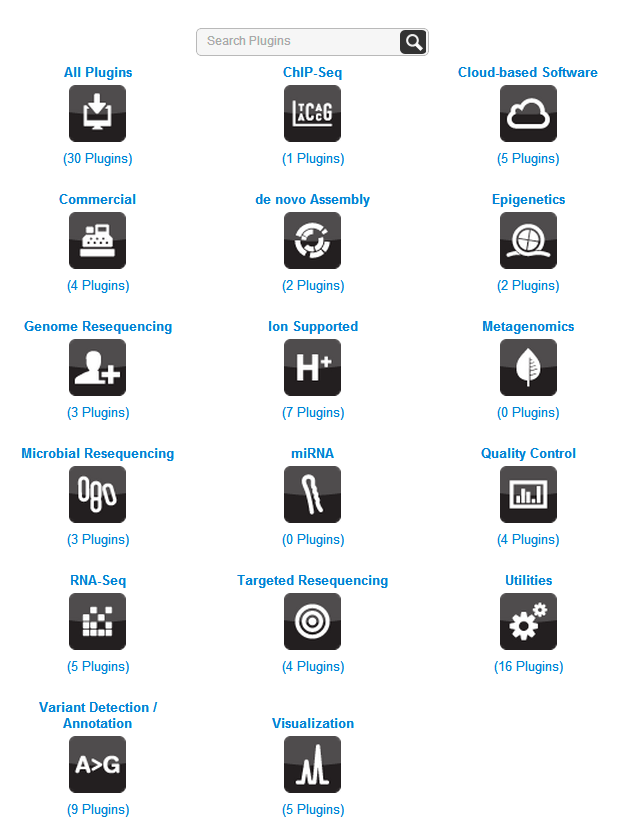 Search Plugins
All Plugins
ChIP-Seq
Cloud-based Software
TCAG
ACC
(30 Plugins)
(1 Plugins)
(5 Plugins)
Commercial
de novo Assembly
Epigenetics
(4 Plugins)
(2 Plugins)
(2 Plugins)
Genome Resequencing
Ion Supported
Metagenomics
H+
(3 Plugins)
(7 Plugins)
(0 Plugins)
Microbial Resequencing
miRNA
Quality Control
(3 Plugins)
(0 Plugins)
(4 Plugins)
RNA-Seq
Targeted Resequencing
Utilities
(5 Plugins)
(4 Plugins)
(16 Plugins)
Variant Detection /
Annotation
Visualization
A>G
(9 Plugins)
(5 Plugins)